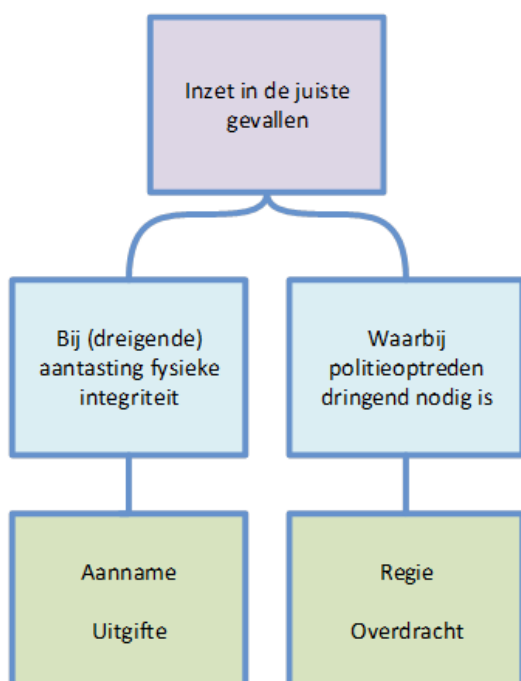 Inzet in de juiste
gevallen
Bij (dreigende)
aantasting fysieke
integriteit
Waarbij
politieoptreden
dringend nodig is
Aanname
Uitgifte
Regie
Overdracht